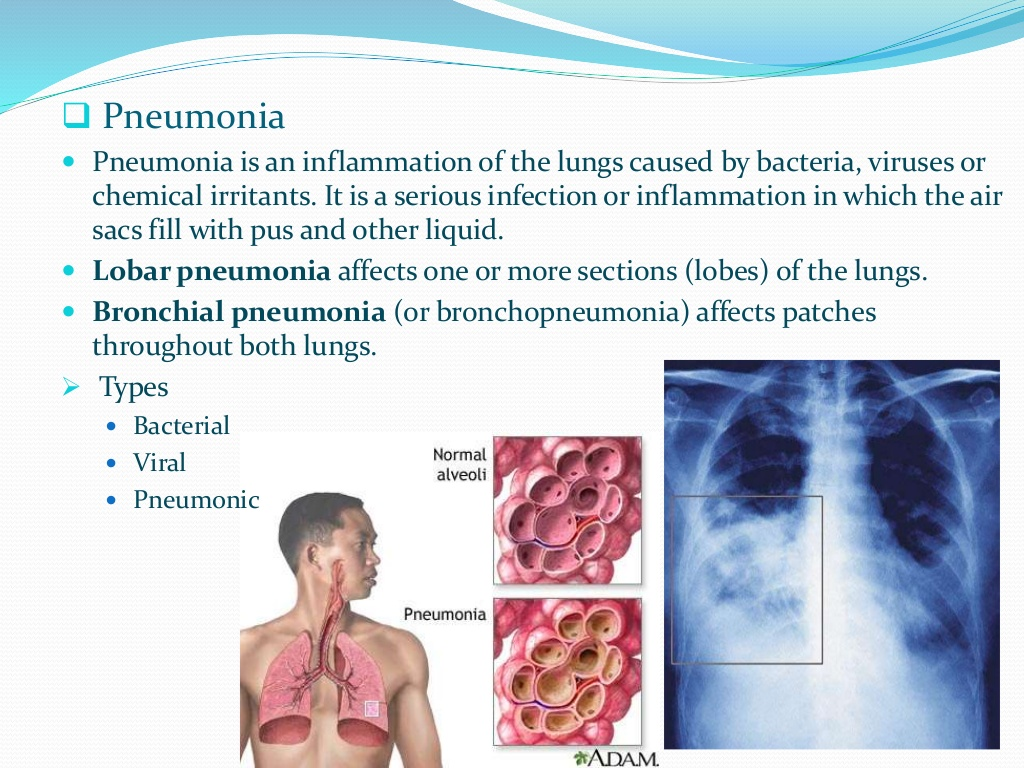 Pneumonia
Pneumonia is an inflammation of the lungs caused by bacteria, viruses or
chemical irritants. It is a serious infection or inflammation in which the air
sacs fill with pus and other liquid.
Lobar pneumonia affects one or more sections (lobes) of the lungs.
Bronchial pneumonia (or bronchopneumonia) affects patches
throughout both lungs.
Types
Bacterial
Viral
Pneumonic
Normal
alveoli
Pneumonia
A.D.A.M.